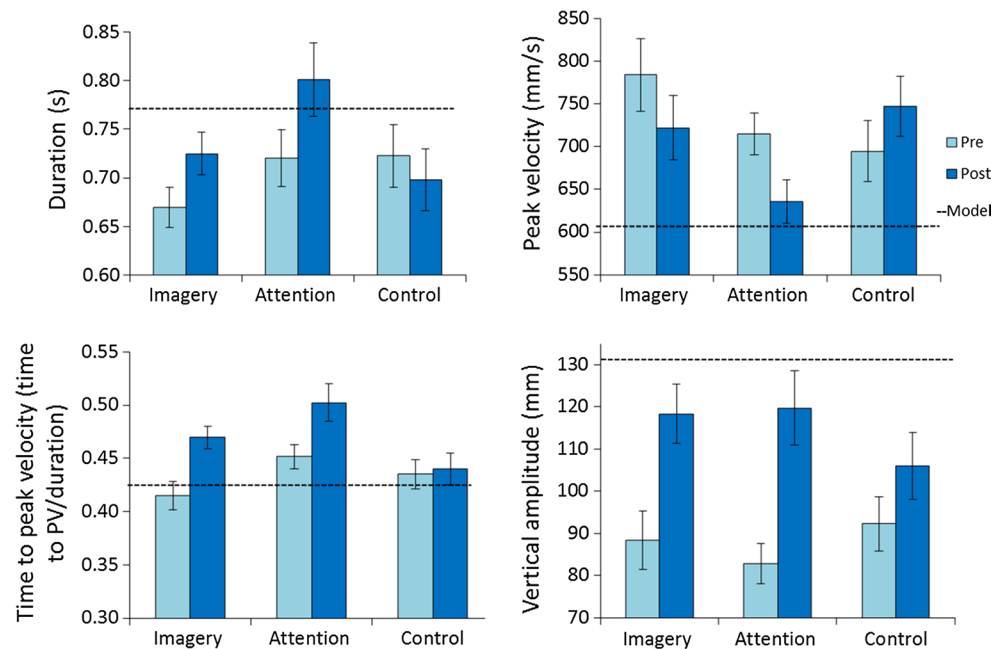 Duration (s)
0.85
0.80
0.75
0.70
0.65
0.60
Imagery Attention Control
Peak velocity (mm/s)
850
800
750
700
650
600
550
Imagery Attention Control
Pre
Post
--Model
Time to peak velocity (time
to PV/duration)
0.55
0.50
0.45
0.40
0.35
0.30
Imagery Attention Control
Vertical amplitude (mm)
130
120
110
100
90
80
70
Imagery Attention Control